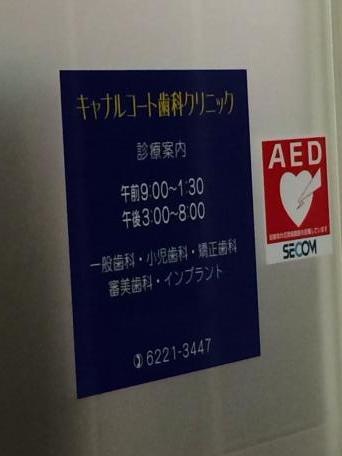 キャナルコート歯科クリニック
診療案内
午前9:00~1:30
午後3:00~8:00
一般歯科・小児歯科・矯正歯科
審美歯科・インプラント
6221-3447
AED
SECOM